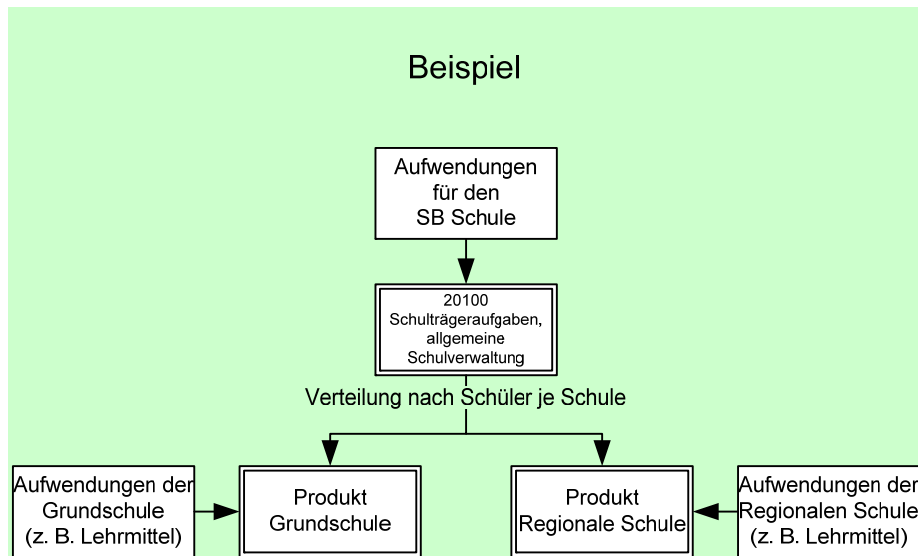 Beispiel
Aufwendungen
für den
SB Schule
20100
Schulträgeraufgaben,
allgemeine
Schulverwaltung
Verteilung nach Schüler je Schule
Aufwendungen der
Grundschule
(z. B. Lehrmittel)
Produkt
Grundschule
Produkt
Regionale Schule
Aufwendungen der
Regionalen Schule
(z. B. Lehrmittel)